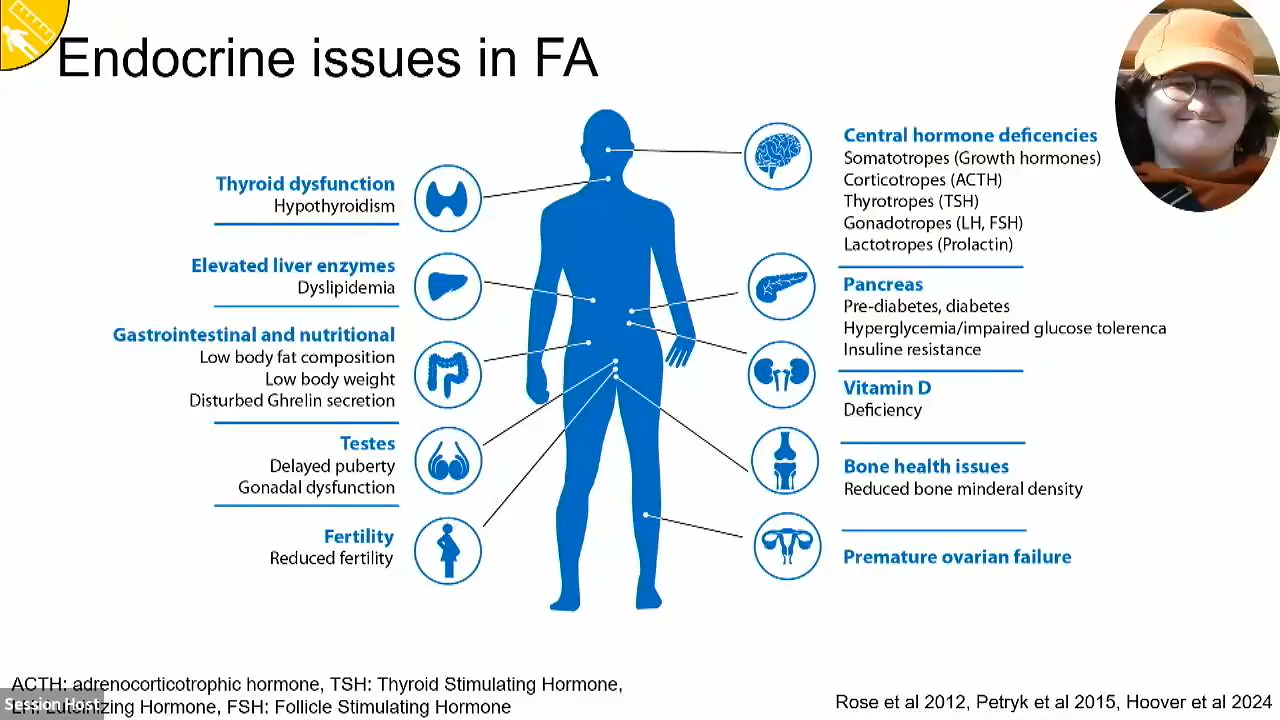 Endocrine issues in FA
Thyroid dysfunction
Hypothyroidism
Elevated liver enzymes
Dyslipidemia
Gastrointestinal and nutritional
Low body fat composition
Low body weight
Disturbed Ghrelin secretion
Testes
Delayed puberty
Gonadal dysfunction
Fertility
Reduced fertility
Central hormone deficencies
Somatotropes (Growth hormones)
Corticotropes (ACTH)
Thyrotropes (TSH)
Gonadotropes (LH, FSH)
Lactotropes (Prolactin)
Pancreas
Pre-diabetes, diabetes
Hyperglycemia/impaired glucose tolerenca
Insuline resistance
Vitamin D
Deficiency
Bone health issues
Reduced bone minderal density
Premature ovarian failure
ACTH: adrenocorticotrophic hormone, TSH: Thyroid Stimulating Hormone,
Hormone, FSH: Follicle Stimulating Hormone
Session Host
Rose et al 2012, Petryk et al 2015, Hoover et al 2024